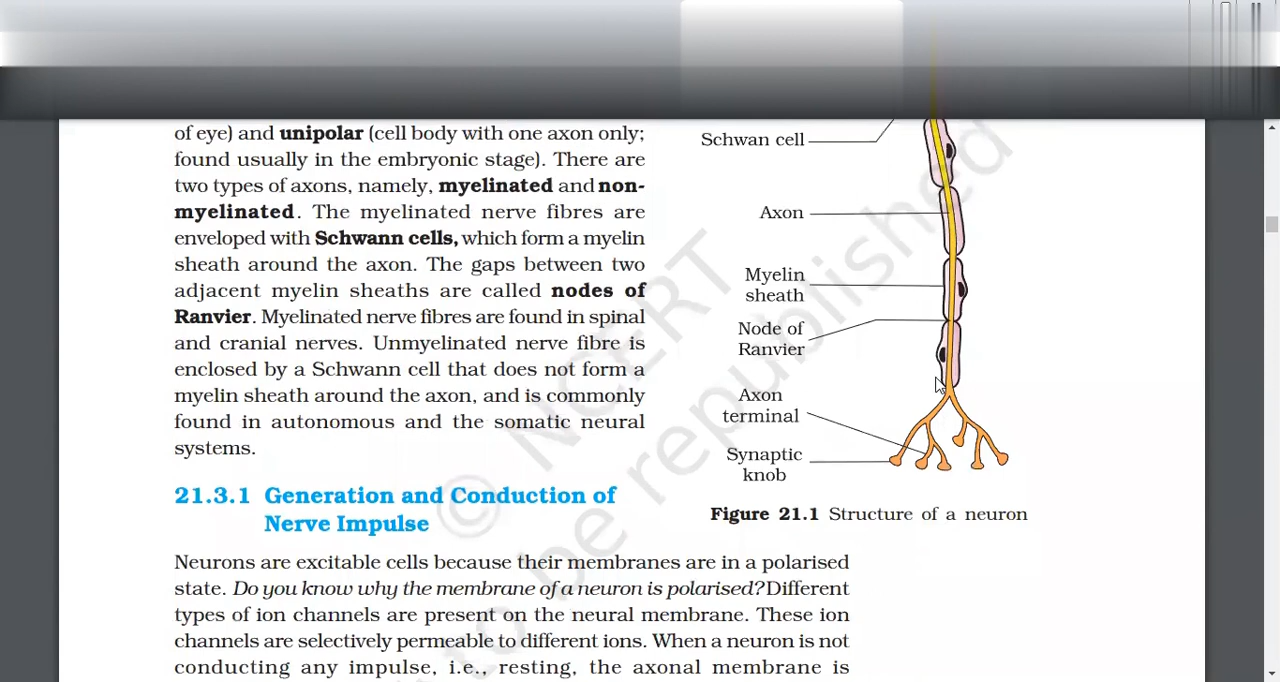 of eye) and unipolar (cell body with one axon only;
found usually in the embryonic stage). There are
two types of axons, namely, myelinated and non-
myelinated. The myelinated nerve fibres are
enveloped with Schwann cells, which form a myelin
sheath around the axon. The gaps between two
adjacent myelin sheaths are called nodes of
Ranvier. Myelinated nerve fibres are found in spinal
and cranial nerves. Unmyelinated nerve fibre is
enclosed by a Schwann cell that does not form a
myelin sheath around the axon, and is commonly
found in autonomous and the somatic neural
systems.
Schwan cell
Axon
Myelin
sheath
Node of
Ranvier
Axon
terminal
Synaptic
knob
Figure 21.1 Structure of a neuron
21.3.1 Generation and Conduction of
Nerve Impulse
Neurons are excitable cells because their membranes are in a polarised
state. Do you know why the membrane of a neuron is polarised? Different
types of ion channels are present on the neural membrane. These ion
channels are selectively permeable to different ions. When a neuron is not
conducting any impulse, i.e., resting, the axonal membrane is
© NCERT
to be republished